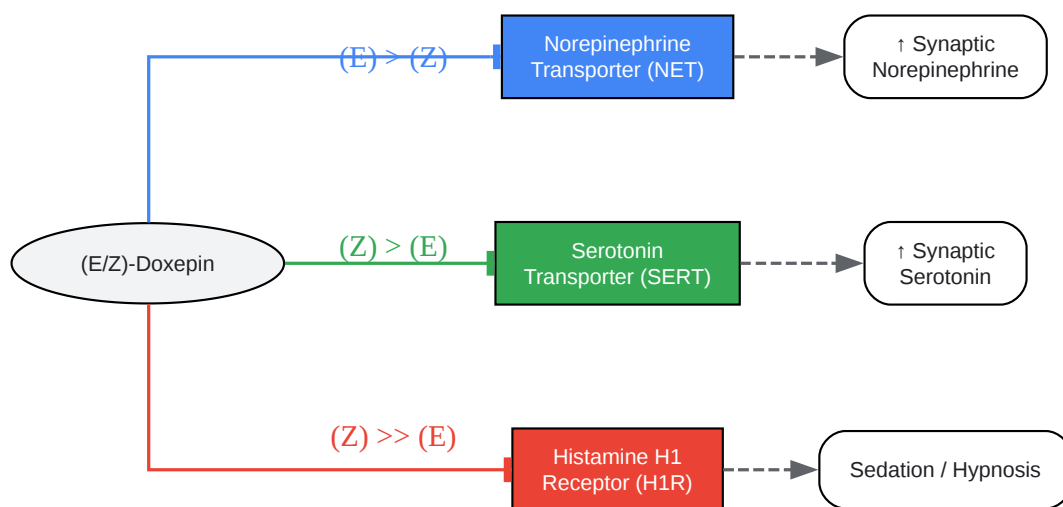 (E) > (Z)
Norepinephrine
Transporter (NET)
↑ Synaptic
Norepinephrine
(E/Z)-Doxepin
(Z) > (E)
Serotonin
Transporter (SERT)
↑ Synaptic
Serotonin
(Z) >> (E)
Histamine H1
Receptor (H1R)
Sedation / Hypnosis